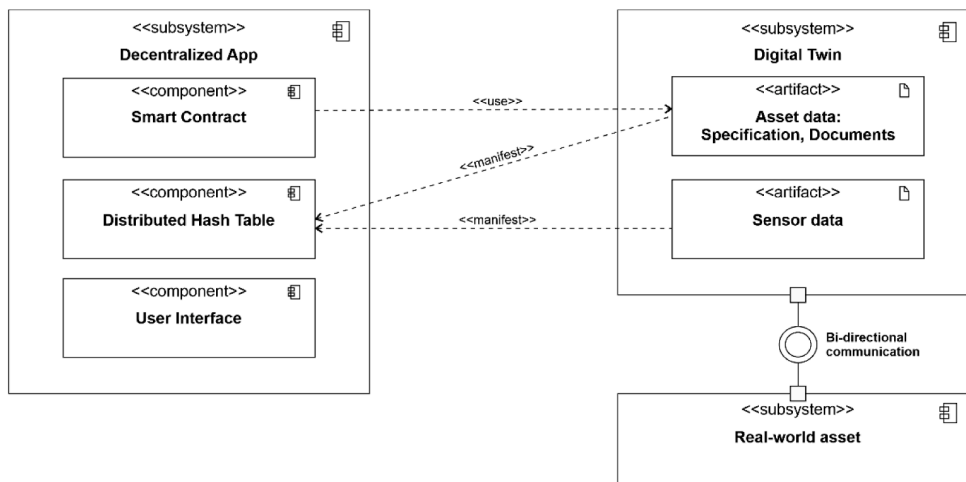 <<subsystem>>
Decentralized App
<<component>>
Smart Contract
<<component>>
Distributed Hash Table
<<component>>
User Interface
<<use>>
<<manifest>>
<<manifest>>
<<subsystem>>
Digital Twin
<<artifact>>
Asset data:
Specification, Documents
<<artifact>>
Sensor data
Bi-directional
communication
<<subsystem>>
Real-world asset